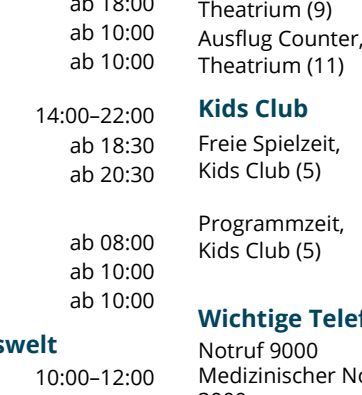 ab 18:00
ab 10:00
ab 10:00
14:00–22:00
ab 18:30
ab 20:30
ab 08:00
ab 10:00
ab 10:00
swelt
10:00–12:00
Theatrium (9)
Ausflug Counter,
Theatrium (11)
Kids Club
Freie Spielzeit,
Kids Club (5)
Programmzeit,
Kids Club (5)
Wichtige Telef
Notruf 9000
Medizinischer No